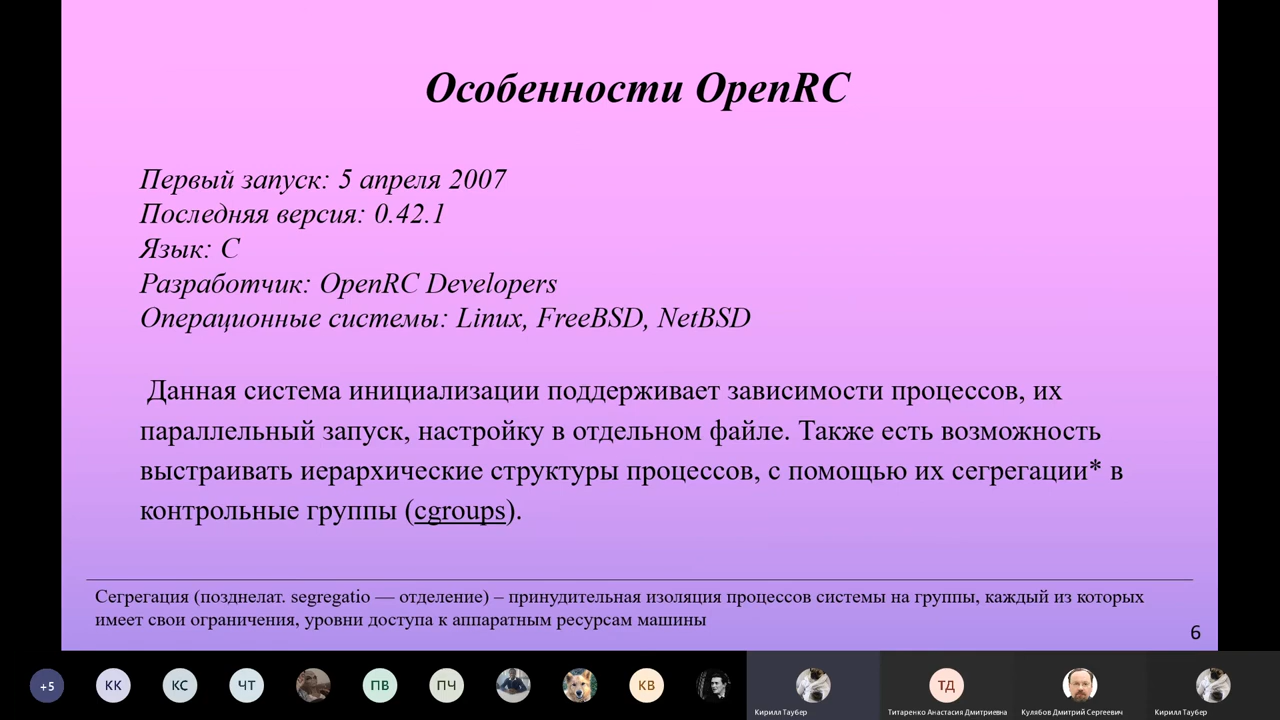 Особенности OpenRC
Первый запуск: 5 апреля 2007
Последняя версия: 0.42.1
Язык: C
Разработчик: OpenRC Developers
Операционные системы: Linux, FreeBSD, NetBSD
Данная система инициализации поддерживает зависимости процессов, их
параллельный запуск, настройку в отдельном файле. Также есть возможность
выстраивать иерархические структуры процессов, с помощью их сегрегации* в
контрольные группы (cgroups).
Сегрегация (позднелат. segregatio — отделение) – принудительная изоляция процессов системы на группы, каждый из которых
имеет свои ограничения, уровни доступа к аппаратным ресурсам машины
6
+5 КК КС ЧТ ПВ ПЧ КВ ТД
Кирилл Таубер Титаренко Анастасия Дмитриевна Кулябов Дмитрий Сергеевич Кирилл Таубер